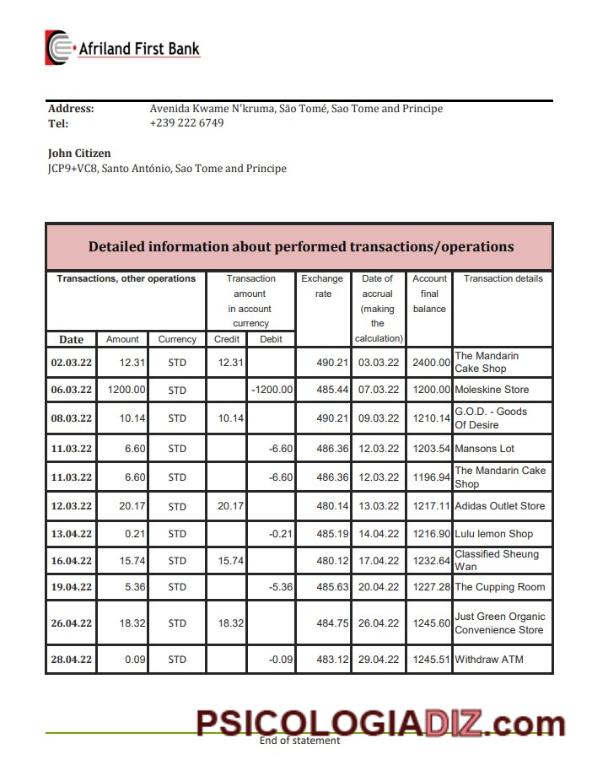 Afriland First Bank
Address: Avenida Kwame N'kruma, São Tomé, Sao Tome and Principe
Tel: +239 222 6749
John Citizen
JCP9+VC8, Santo António, Sao Tome and Principe
Detailed information about performed transactions/operations
Transactions, other operations
Transaction
amount
in account
currency
Exchange
rate
Date of
accrual
(making
the
calculation)
Account
final
balance
Transaction details
Date Amount Currency Credit Debit
02.03.22 12.31 STD 12.31 490.21 03.03.22 2400.00 The Mandarin
Cake Shop
06.03.22 1200.00 STD -1200.00 485.44 07.03.22 1200.00 Moleskine Store
08.03.22 10.14 STD 10.14 490.21 09.03.22 1210.14 G.O.D. - Goods
Of Desire
11.03.22 6.60 STD -6.60 486.36 12.03.22 1203.54 Mansons Lot
11.03.22 6.60 STD -6.60 486.36 12.03.22 1196.94 The Mandarin Cake
Shop
12.03.22 20.17 STD 20.17 480.14 13.03.22 1217.11 Adidas Outlet Store
13.04.22 0.21 STD -0.21 485.19 14.04.22 1216.90 Lulu lemon Shop
16.04.22 15.74 STD 15.74 480.12 17.04.22 1232.64 Classified Sheung
Wan
19.04.22 5.36 STD -5.36 485.63 20.04.22 1227.28 The Cupping Room
26.04.22 18.32 STD 18.32 484.75 26.04.22 1245.60 Just Green Organic
Convenience Store
28.04.22 0.09 STD -0.09 483.12 29.04.22 1245.51 Withdraw ATM
PSICOLOGIADIZ.com
End of statement